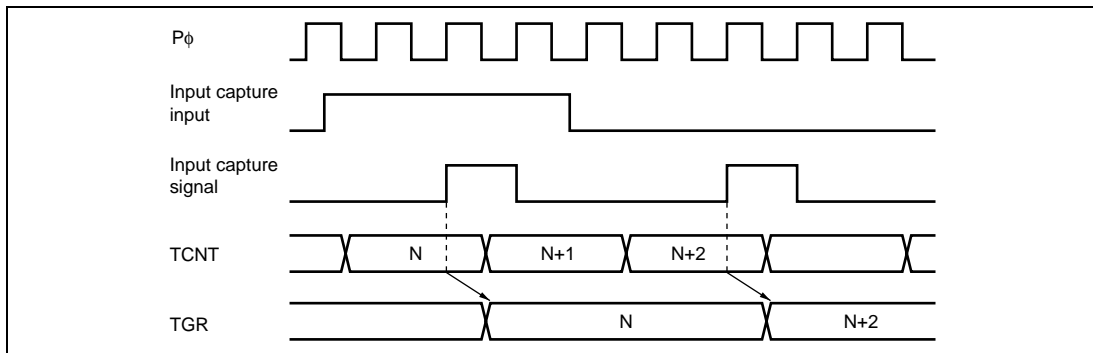 Pϕ
Input capture
input
Input capture
signal
TCNT
N
N+1
N+2
TGR
N
N+2